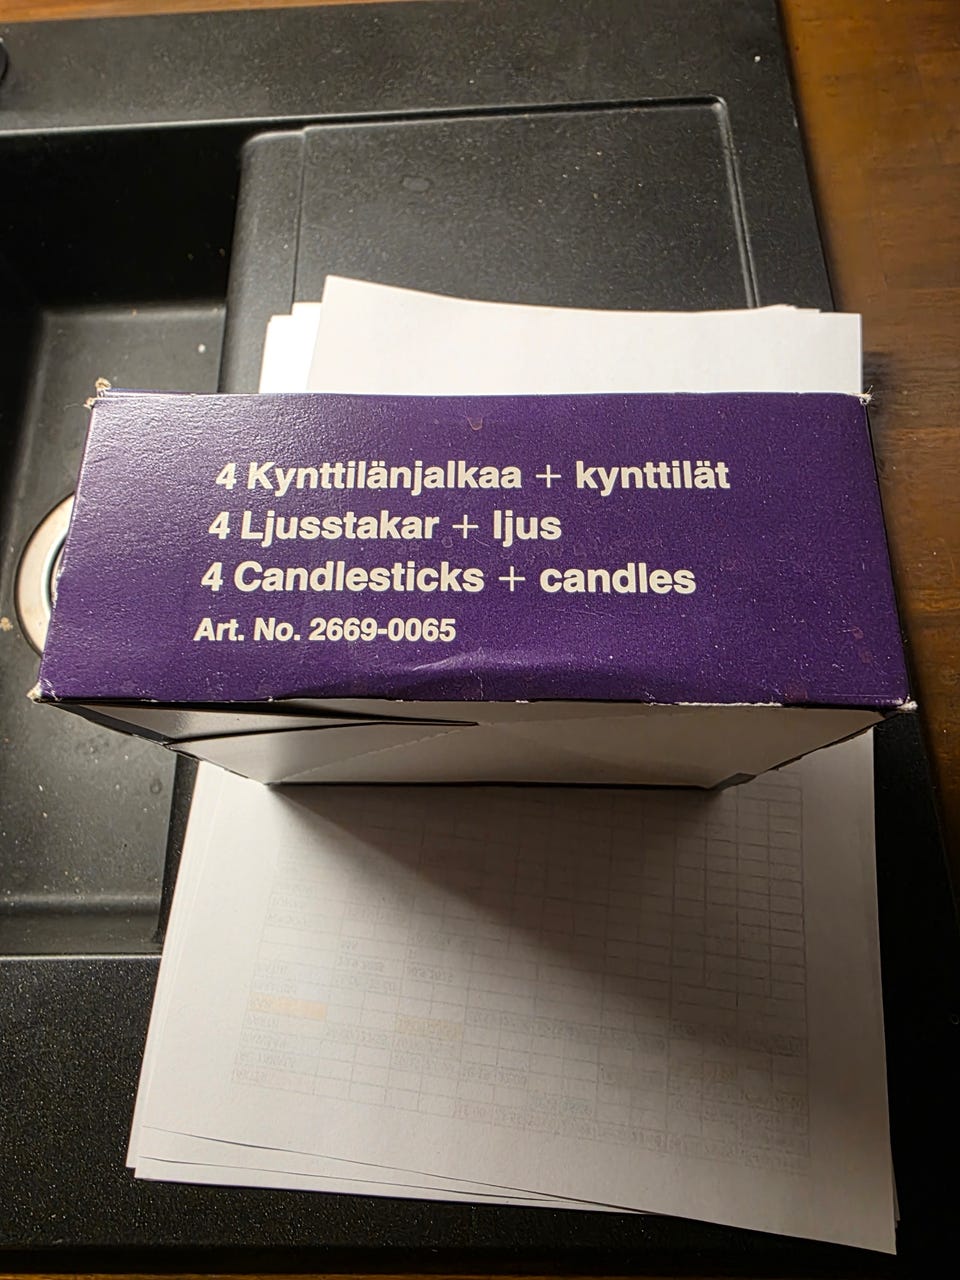 4 Kynttilänjalkaa + kynttilät
4 Ljusstakar + ljus
4 Candlesticks + candles
Art. No. 2669-0065